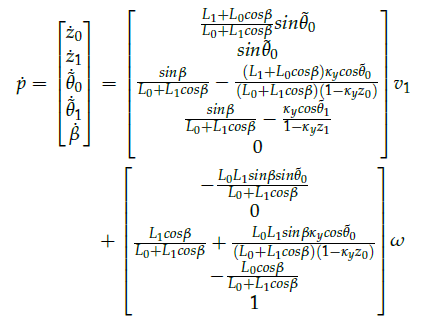 ṗ = [ż₀; ż₁; θ̃̇₀; θ̃̇₁; β̇] = [(L₁+L₀cosβ)/(L₀+L₁cosβ) sinθ̃₀; sinθ̃₀; sinβ/(L₀+L₁cosβ) − (L₁+L₀cosβ)κ_y cosθ̃₀/((L₀+L₁cosβ)(1−κ_y z₀)); sinβ/(L₀+L₁cosβ) − κ_y cosθ̃₁/(1−κ_y z₁); 0] v₁
+ [−L₀L₁sinβsinθ̃₀/(L₀+L₁cosβ); 0; L₁cosβ/(L₀+L₁cosβ) + L₀L₁sinβκ_y cosθ̃₀/((L₀+L₁cosβ)(1−κ_y z₀)); −L₀cosβ/(L₀+L₁cosβ); 1] ω